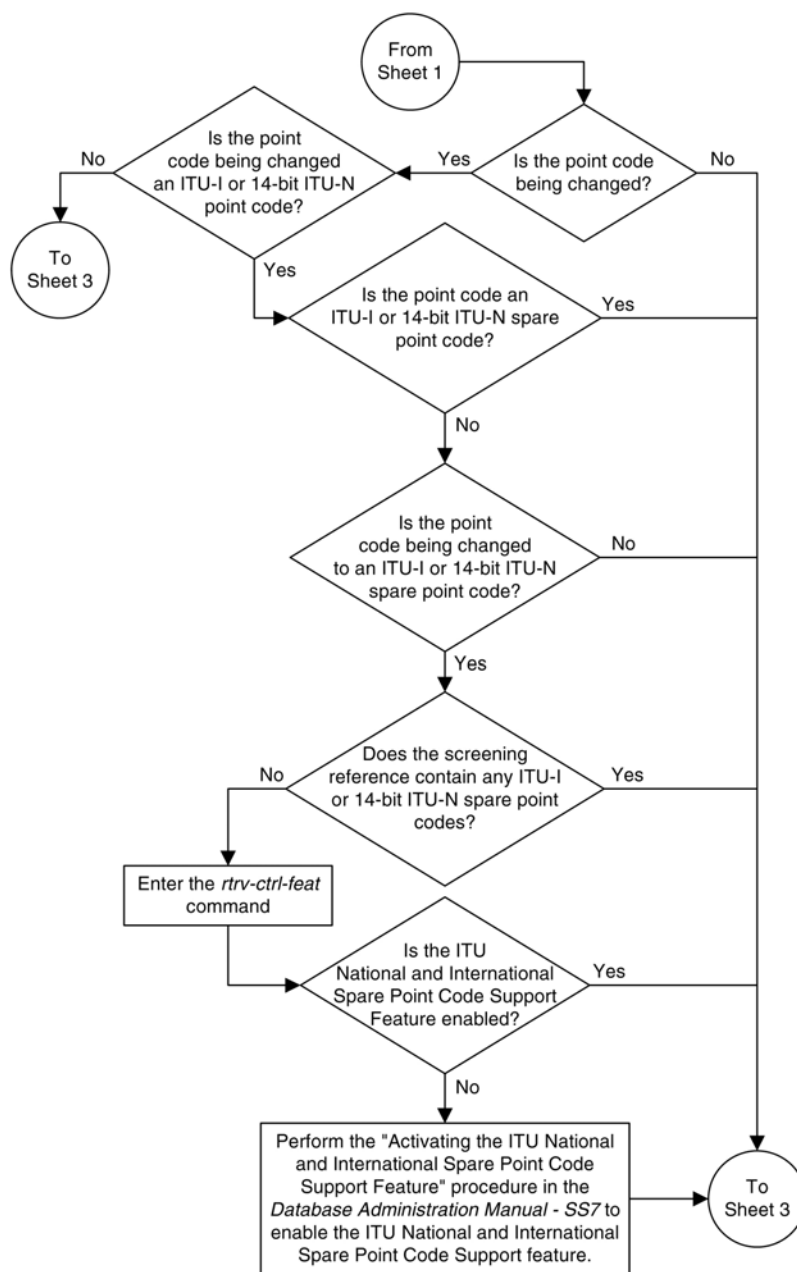 From
Sheet 1
Is the point
code being changed
an ITU-I or 14-bit ITU-N
point code?
No
Yes
Is the point code
being changed?
No
To
Sheet 3
Yes
Is the point code an
ITU-I or 14-bit ITU-N spare
point code?
Yes
No
Is the point
code being changed
to an ITU-I or 14-bit ITU-N
spare point code?
No
Yes
Does the screening
reference contain any ITU-I
or 14-bit ITU-N spare point
codes?
No
Yes
Enter the rtrv-ctrl-feat
command
Is the ITU
National and International
Spare Point Code Support
Feature enabled?
Yes
No
Perform the "Activating the ITU National
and International Spare Point Code
Support Feature" procedure in the
Database Administration Manual - SS7 to
enable the ITU National and International
Spare Point Code Support feature.
To
Sheet 3